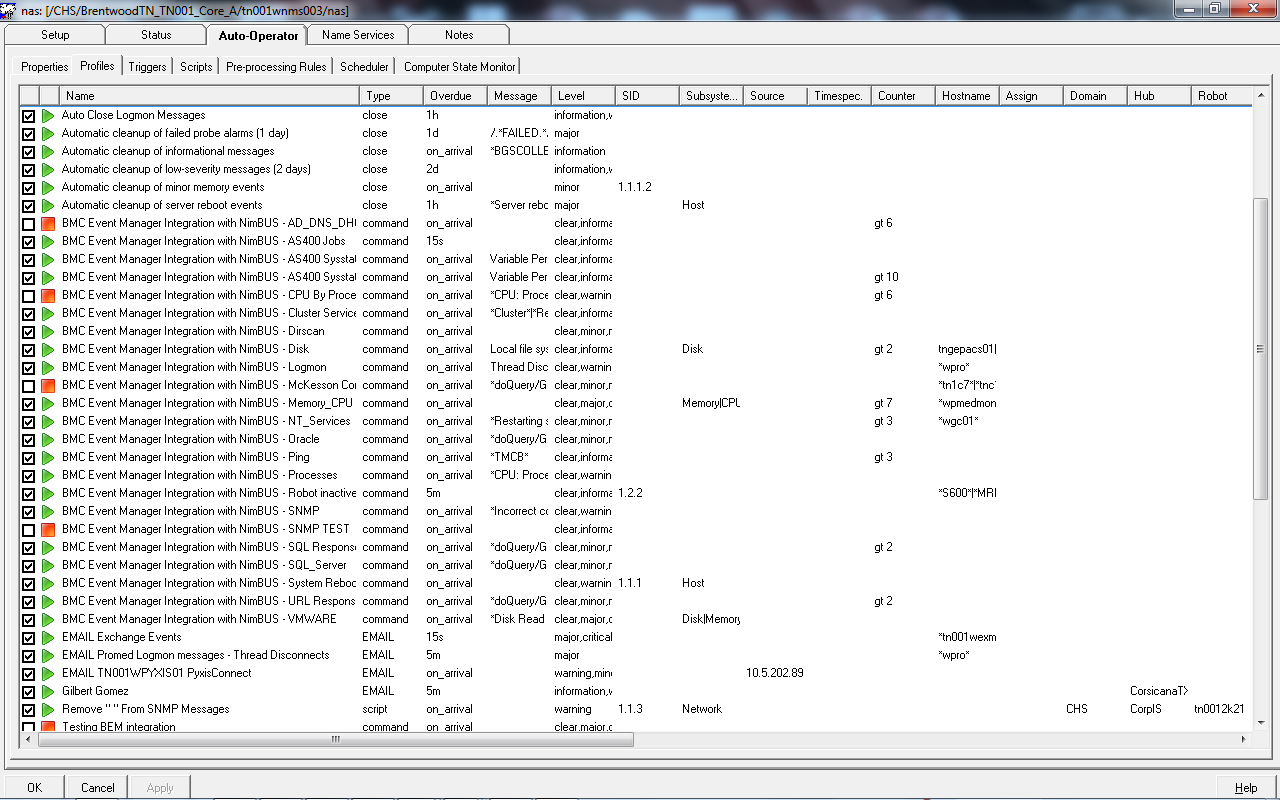 nas: [/CHS/BrentwoodTN_TN001_Core_A/tn001wnms003/nas]
Setup Status Auto-Operator Name Services Notes
Properties Profiles Triggers Scripts Pre-processing Rules Scheduler Computer State Monitor
Name Type Overdue Message Level SID Subsyste... Source Timespec. Counter Hostname Assign Domain Hub Robot
Auto Close Logmon Messages close 1h information,w
Automatic cleanup of failed probe alarms (1 day) close 1d /.*FAILED.*. major
Automatic cleanup of informational messages close on_arrival *BGSCOLLE information
Automatic cleanup of low-severity messages (2 days) close 2d information,w
Automatic cleanup of minor memory events close on_arrival minor 1.1.1.2
Automatic cleanup of server reboot events close 1h *Server rebo major Host
BMC Event Manager Integration with NimBUS - AD_DNS_DH command on_arrival clear,informa gt 6
BMC Event Manager Integration with NimBUS - AS400 Jobs command 15s clear,informa
BMC Event Manager Integration with NimBUS - AS400 Sysstat command on_arrival Variable Per clear,informa
BMC Event Manager Integration with NimBUS - AS400 Sysstat command on_arrival Variable Per clear,informa gt 10
BMC Event Manager Integration with NimBUS - CPU By Proce command on_arrival *CPU: Proce clear,warnin gt 6
BMC Event Manager Integration with NimBUS - Cluster Service command on_arrival *Cluster*|*Re clear,informa
BMC Event Manager Integration with NimBUS - Dirscan command on_arrival clear,minor,m
BMC Event Manager Integration with NimBUS - Disk command on_arrival Local file sys clear,informa Disk gt 2 tngepacs01|
BMC Event Manager Integration with NimBUS - Logmon command on_arrival Thread Disc clear,warnin *wpro*
BMC Event Manager Integration with NimBUS - McKesson Co command on_arrival *doQuery/G clear,minor,m *tn1c7*|*tnc
BMC Event Manager Integration with NimBUS - Memory_CPU command on_arrival clear,major,c Memory|CPU gt 7 *wpmedmon
BMC Event Manager Integration with NimBUS - NT_Services command on_arrival *Restarting s clear,minor,m gt 3 *wgc01*
BMC Event Manager Integration with NimBUS - Oracle command on_arrival *doQuery/G clear,minor,m
BMC Event Manager Integration with NimBUS - Ping command on_arrival *TMCB* clear,informa gt 3
BMC Event Manager Integration with NimBUS - Processes command on_arrival *CPU: Proce clear,warnin
BMC Event Manager Integration with NimBUS - Robot inactive command 5m clear,informa 1.2.2 *S600*|*MRI
BMC Event Manager Integration with NimBUS - SNMP command on_arrival *Incorrect co clear,warnin
BMC Event Manager Integration with NimBUS - SNMP TEST command on_arrival clear,informa
BMC Event Manager Integration with NimBUS - SQL Response command on_arrival *doQuery/G clear,minor,m gt 2
BMC Event Manager Integration with NimBUS - SQL_Server command on_arrival *doQuery/G clear,minor,m
BMC Event Manager Integration with NimBUS - System Reboo command on_arrival clear,warnin 1.1.1 Host
BMC Event Manager Integration with NimBUS - URL Respons command on_arrival *doQuery/G clear,minor,m gt 2
BMC Event Manager Integration with NimBUS - VMWARE command on_arrival *Disk Read clear,major,c Disk|Memory
EMAIL Exchange Events EMAIL 15s major,critical *tn001wexm
EMAIL Promed Logmon messages - Thread Disconnects EMAIL 5m major *wpro*
EMAIL TN001WPYXIS01 PyxisConnect EMAIL on_arrival warning,mino 10.5.202.89
Gilbert Gomez EMAIL 5m information,w CorsicanaTX
Remove " " From SNMP Messages script on_arrival warning 1.1.3 Network CHS CorpIS tn0012k21
Testing BEM integration command on_arrival clear,major,c
OK Cancel Apply Help